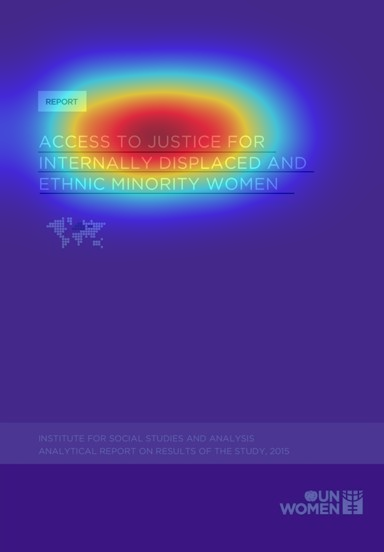 REPORT
ACCESS TO JUSTICE FOR
INTERNALLY DISPLACED AND
ETHNIC MINORITY WOMEN
INSTITUTE FOR SOCIAL STUDIES AND ANALYSIS
ANALYTICAL REPORT ON RESULTS OF THE STUDY, 2015
UN
WOMEN